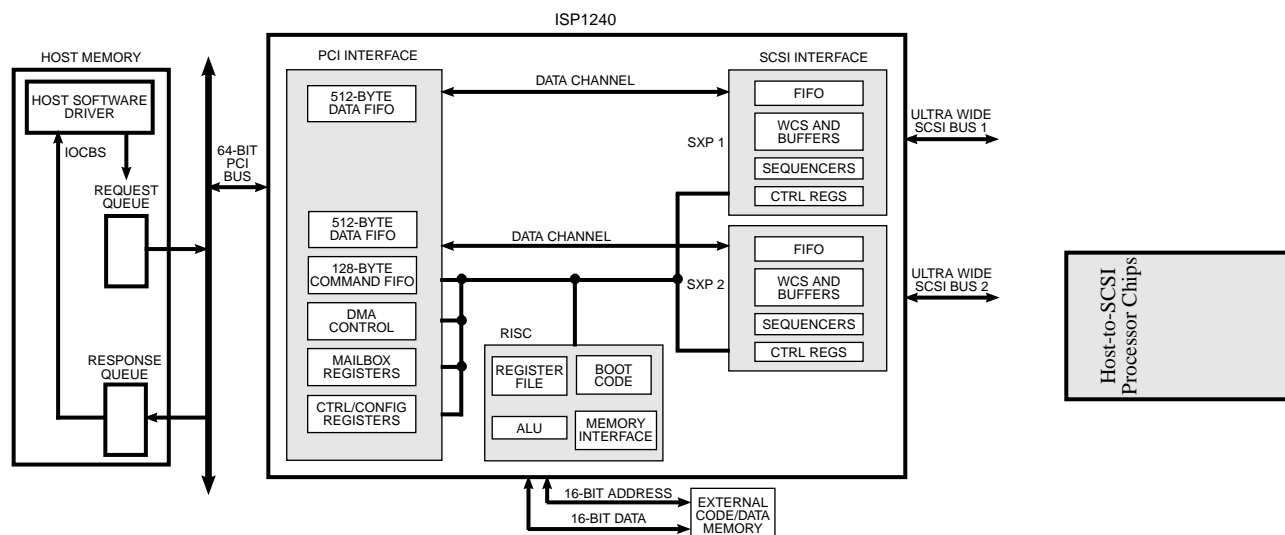 ISP1240
HOST MEMORY
HOST SOFTWARE
DRIVER
IOCBS
REQUEST
QUEUE
RESPONSE
QUEUE
64-BIT
PCI
BUS
PCI INTERFACE
512-BYTE
DATA FIFO
512-BYTE
DATA FIFO
128-BYTE
COMMAND FIFO
DMA
CONTROL
MAILBOX
REGISTERS
CTRL/CONFIG
REGISTERS
DATA CHANNEL
DATA CHANNEL
RISC
REGISTER
FILE
BOOT
CODE
ALU
MEMORY
INTERFACE
SCSI INTERFACE
SXP 1
FIFO
WCS AND
BUFFERS
SEQUENCERS
CTRL REGS
SXP 2
FIFO
WCS AND
BUFFERS
SEQUENCERS
CTRL REGS
ULTRA WIDE
SCSI BUS 1
ULTRA WIDE
SCSI BUS 2
16-BIT ADDRESS
16-BIT DATA
EXTERNAL
CODE/DATA
MEMORY
Host-to-SCSI
Processor Chips